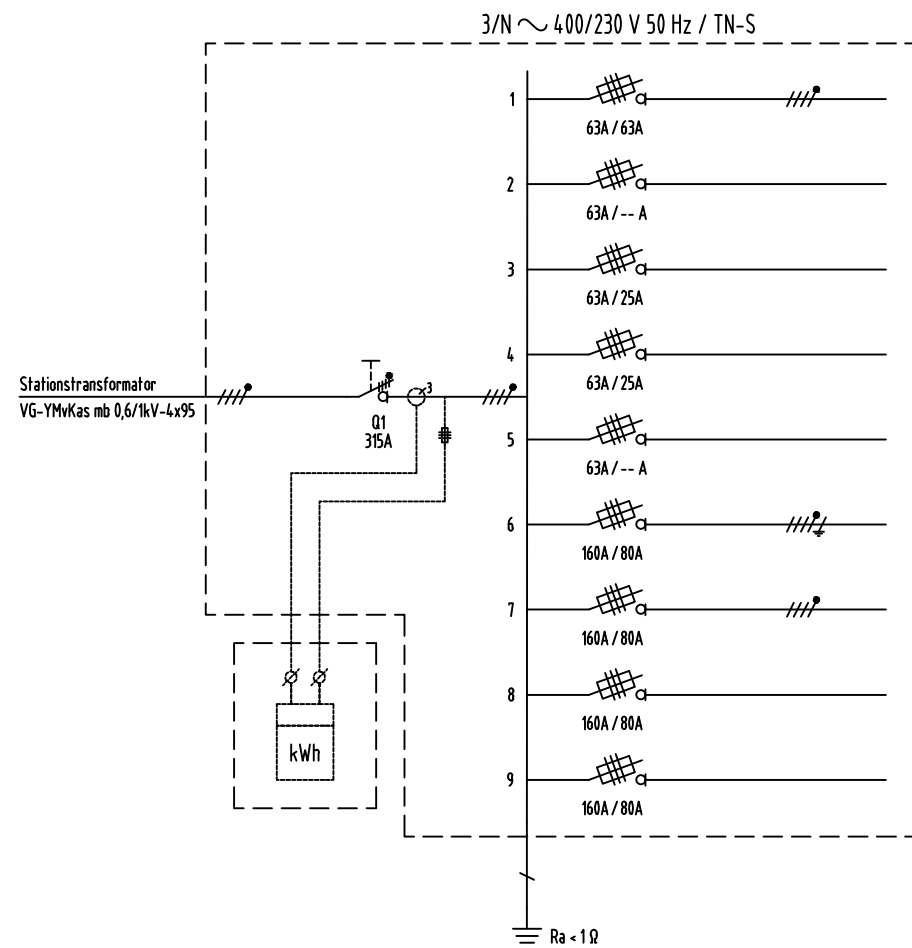 3/N ~ 400/230 V 50 Hz / TN-S
1
63A / 63A
2
63A / -- A
3
63A / 25A
4
63A / 25A
Stationstransformator
VG-YMvKas mb 0,6/1kV-4x95
3
Q1
315A
5
63A / -- A
6
160A / 80A
7
160A / 80A
8
160A / 80A
kWh
9
160A / 80A
Ra < 1 Ω